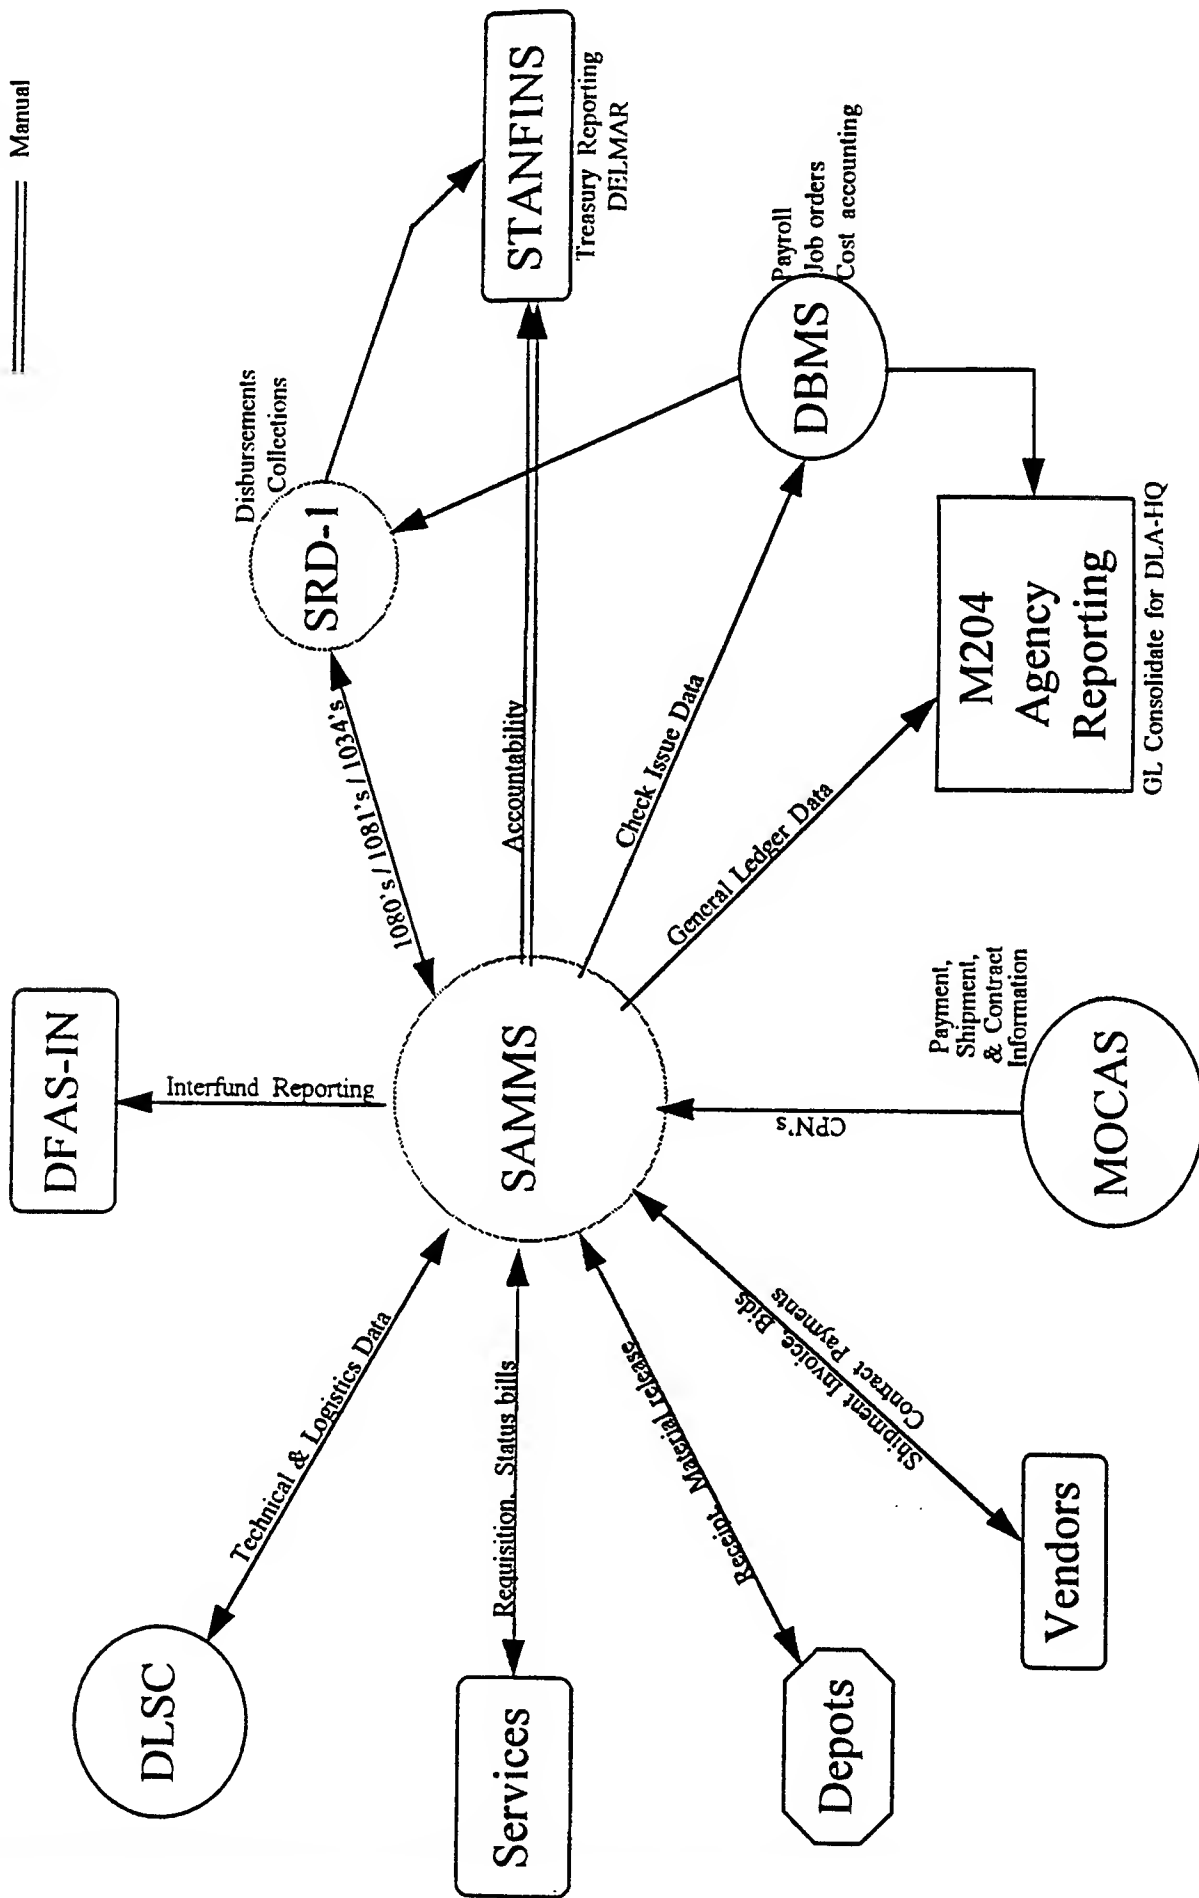 Manual
DFAS-IN
Interfund Reporting
DLSC
Technical & Logistics Data
Services
Requisition, Status bills
Depots
Receipt, Material release
Vendors
Shipment Invoice, Bids
Contract Payments
SAMMS
MOCAS
Payment,
Shipment,
& Contract
Information
CPN's
1080's / 1081's / 1034's
SRD-1
Disbursements
Collections
Accountability
STANFINS
Treasury Reporting
DELMAR
Check Issue Data
DBMS
Payroll
Job orders
Cost accounting
General Ledger Data
M204
Agency
Reporting
GL Consolidate for DLA-HQ